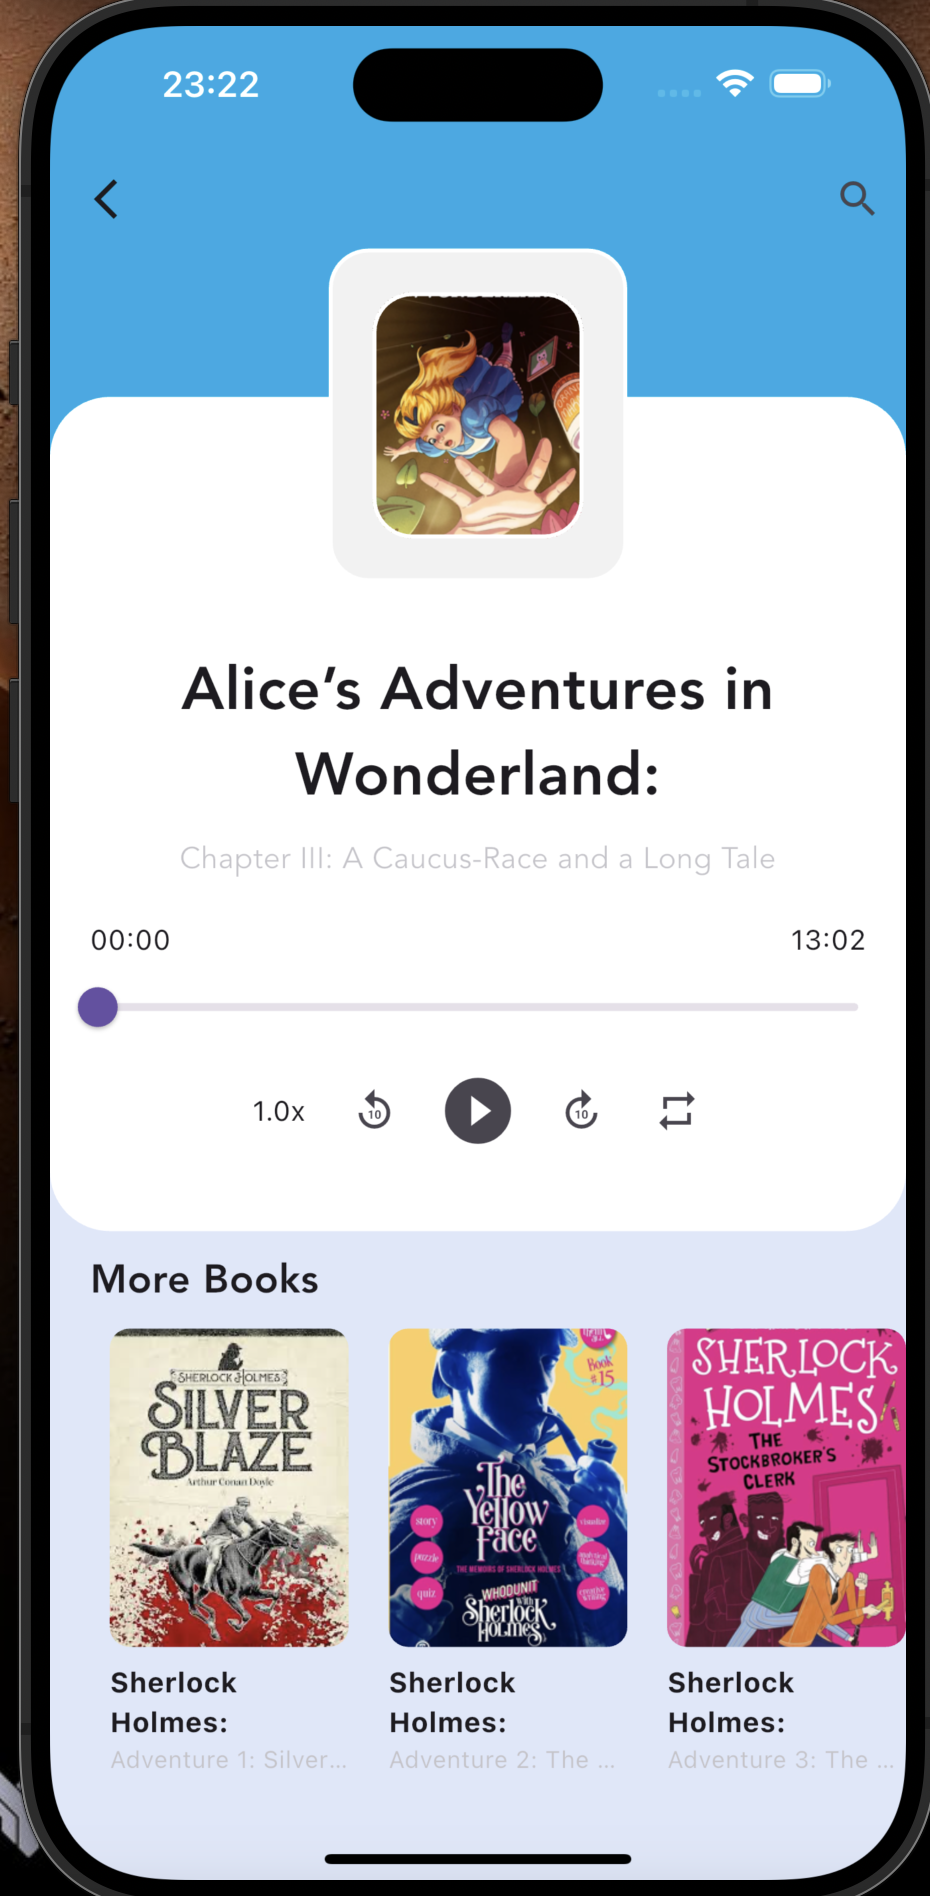 23:22
Alice’s Adventures in
Wonderland:
Chapter III: A Caucus-Race and a Long Tale
00:00
13:02
1.0x
10
10
More Books
SHERLOCK HOLMES
SILVER
BLAZE
Arthur Conan Doyle
Book
#15
The
Yellow
Face
THE MEMOIRS OF SHERLOCK HOLMES
story
puzzle
quiz
visualize
creative
writing
WHODUNIT
with
Sherlock
Holmes
SHERLOCK
HOLMES
THE
STOCKBROKER'S
CLERK
Sherlock
Holmes:
Adventure 1: Silver...
Sherlock
Holmes:
Adventure 2: The ...
Sherlock
Holmes:
Adventure 3: The ...